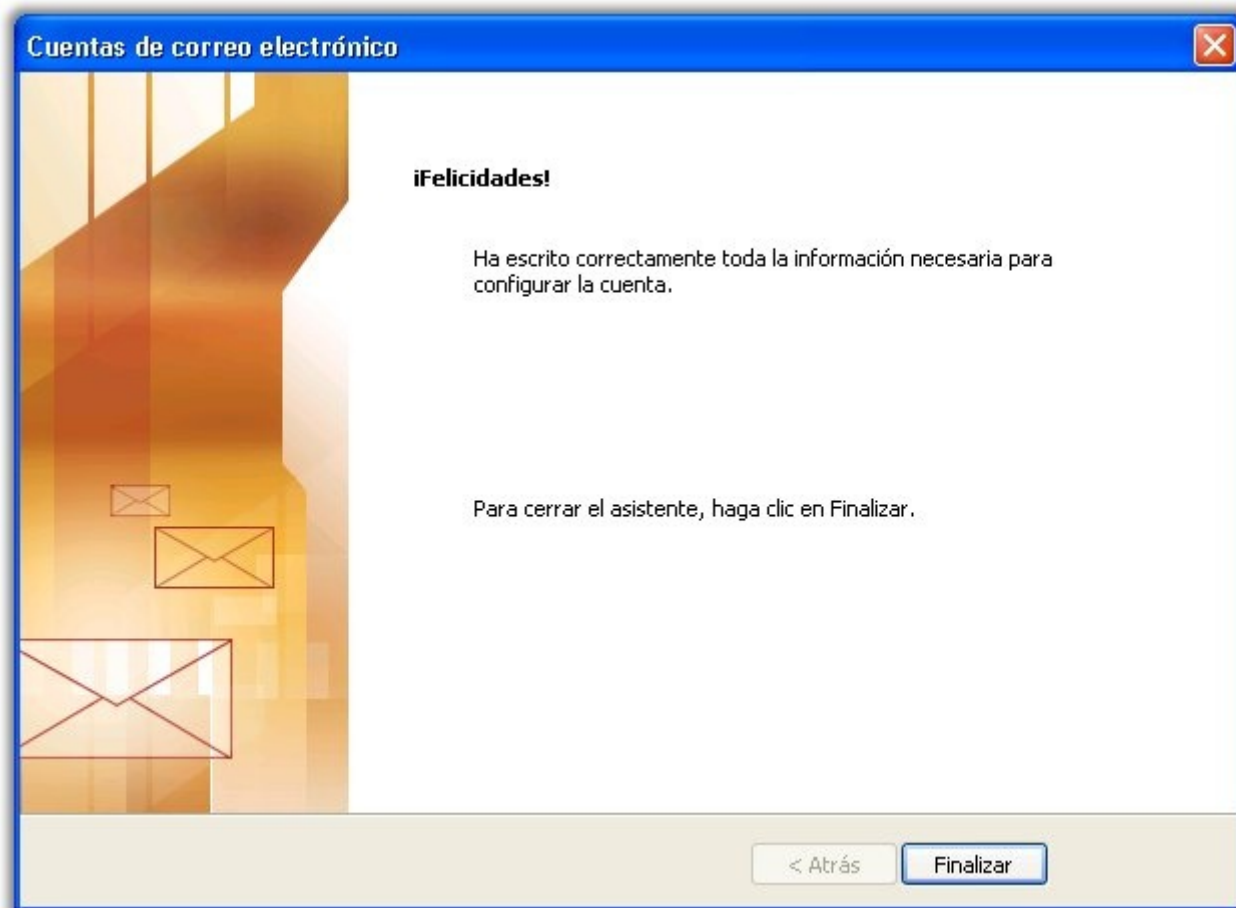 Cuentas de correo electrónico
¡Felicidades!
Ha escrito correctamente toda la información necesaria para
configurar la cuenta.
Para cerrar el asistente, haga clic en Finalizar.
< Atrás
Finalizar